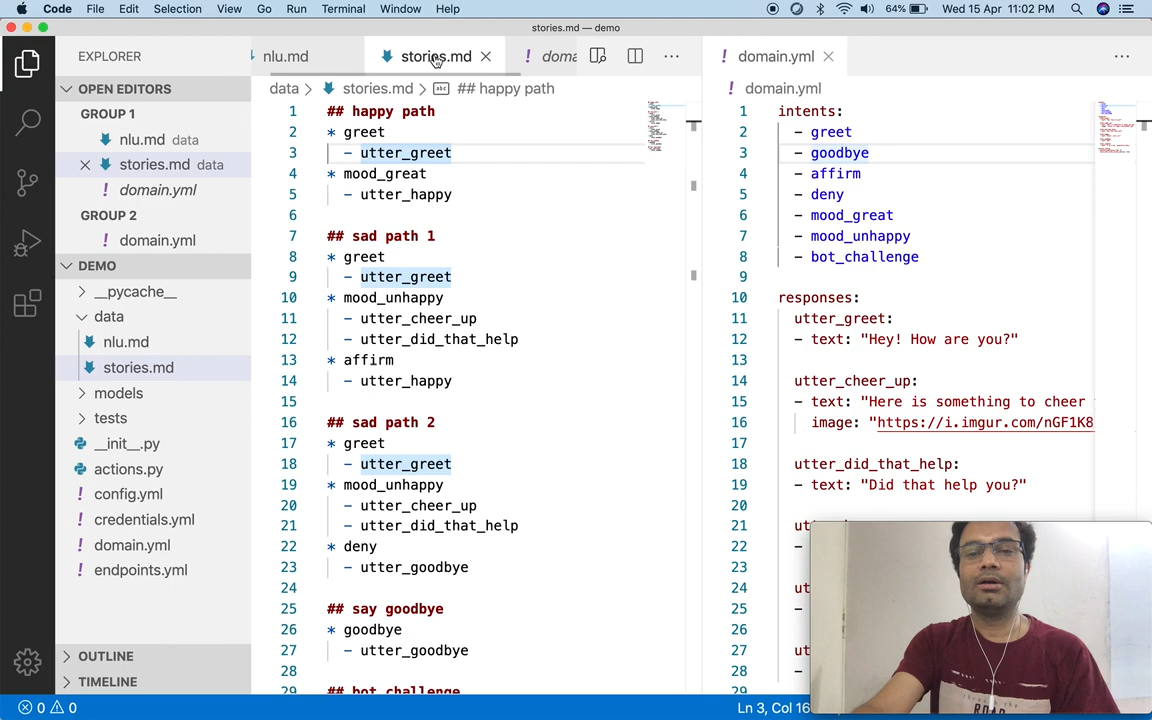 Code File Edit Selection View Go Run Terminal Window Help 64% Wed 15 Apr 11:02 PM
stories.md — demo
EXPLORER
OPEN EDITORS
GROUP 1
nlu.md data
stories.md data
domain.yml
GROUP 2
domain.yml
DEMO
__pycache__
data
nlu.md
stories.md
models
tests
__init__.py
actions.py
config.yml
credentials.yml
domain.yml
endpoints.yml
OUTLINE
TIMELINE
nlu.md stories.md ! doma
data > stories.md > abc ## happy path
1 ## happy path
2 * greet
3 - utter_greet
4 * mood_great
5 - utter_happy
6
7 ## sad path 1
8 * greet
9 - utter_greet
10 * mood_unhappy
11 - utter_cheer_up
12 - utter_did_that_help
13 * affirm
14 - utter_happy
15
16 ## sad path 2
17 * greet
18 - utter_greet
19 * mood_unhappy
20 - utter_cheer_up
21 - utter_did_that_help
22 * deny
23 - utter_goodbye
24
25 ## say goodbye
26 * goodbye
27 - utter_goodbye
28
29 ## bot challenge
! domain.yml
! domain.yml
1 intents:
2 - greet
3 - goodbye
4 - affirm
5 - deny
6 - mood_great
7 - mood_unhappy
8 - bot_challenge
9
10 responses:
11 utter_greet:
12 - text: "Hey! How are you?"
13
14 utter_cheer_up:
15 - text: "Here is something to cheer
16 image: "https://i.imgur.com/nGF1K8
17
18 utter_did_that_help:
19 - text: "Did that help you?"
20
21 ut
22 -
23
24 ut
25 -
26
27 ut
28 -
29
0 0 Ln 3, Col 16